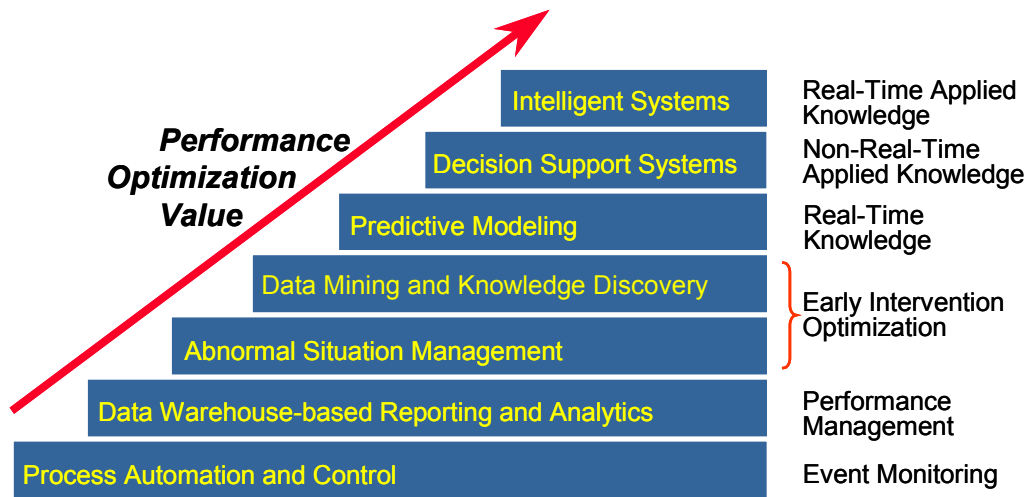 Intelligent Systems
Real-Time Applied
Knowledge
Performance
Optimization
Value
Decision Support Systems
Non-Real-Time
Applied Knowledge
Predictive Modeling
Real-Time
Knowledge
Data Mining and Knowledge Discovery
Early Intervention
Optimization
Abnormal Situation Management
Data Warehouse-based Reporting and Analytics
Performance
Management
Process Automation and Control
Event Monitoring